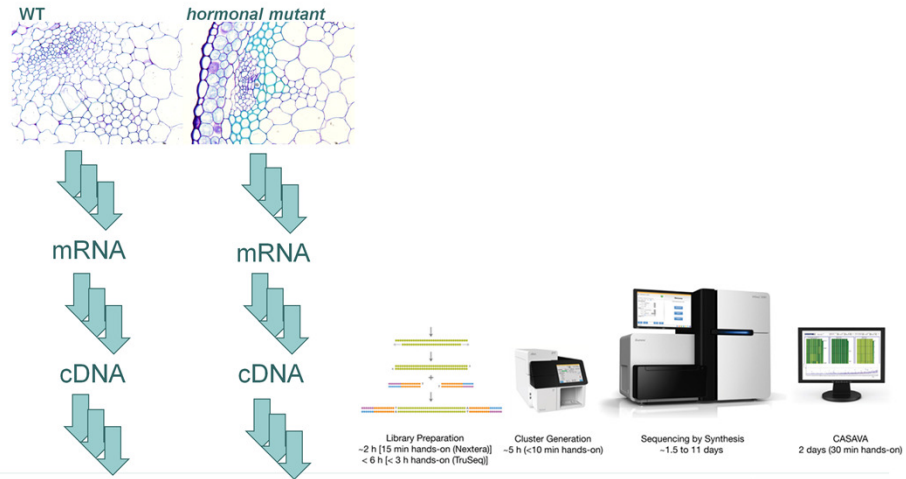 WT
hormonal mutant
mRNA
mRNA
cDNA
cDNA
Library Preparation
~2 h [15 min hands-on (Nextera)]
< 6 h [< 3 h hands-on (TruSeq)]
Cluster Generation
~5 h (<10 min hands-on)
Sequencing by Synthesis
~1.5 to 11 days
CASAVA
2 days (30 min hands-on)